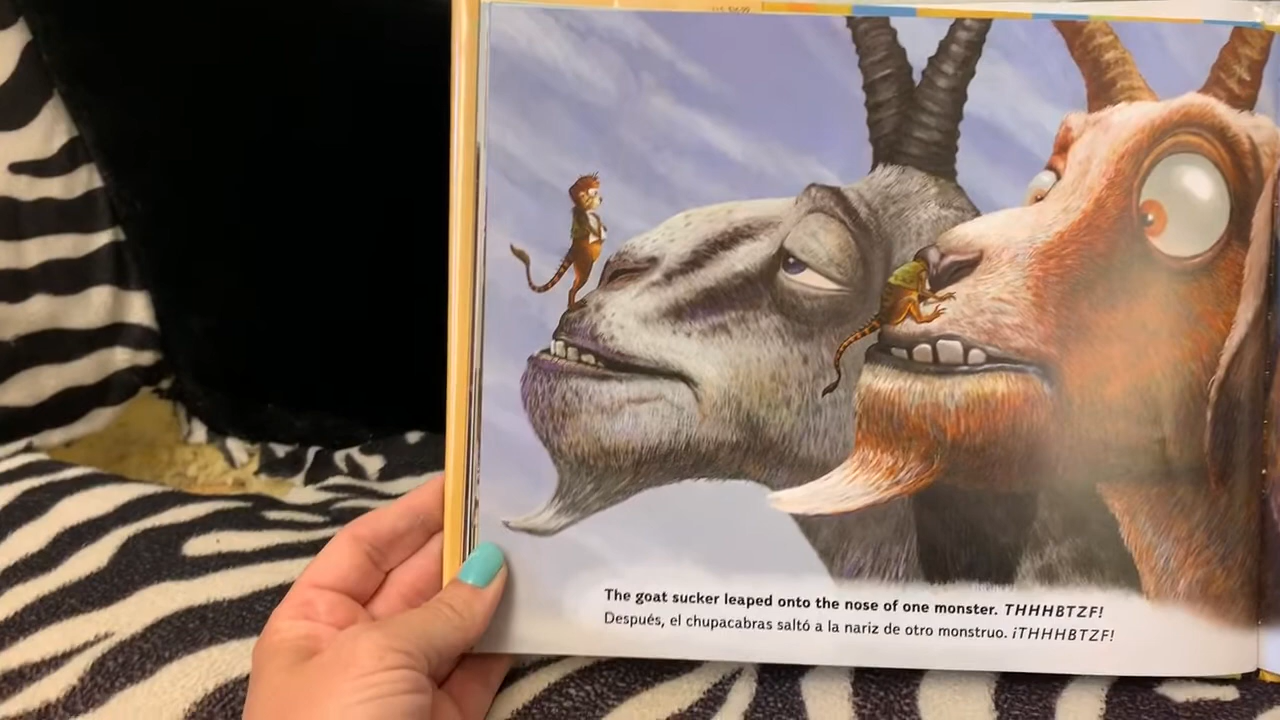 The goat sucker leaped onto the nose of one monster. THHHBTZF!
Después, el chupacabras saltó a la nariz de otro monstruo. ¡THHHBTZF!